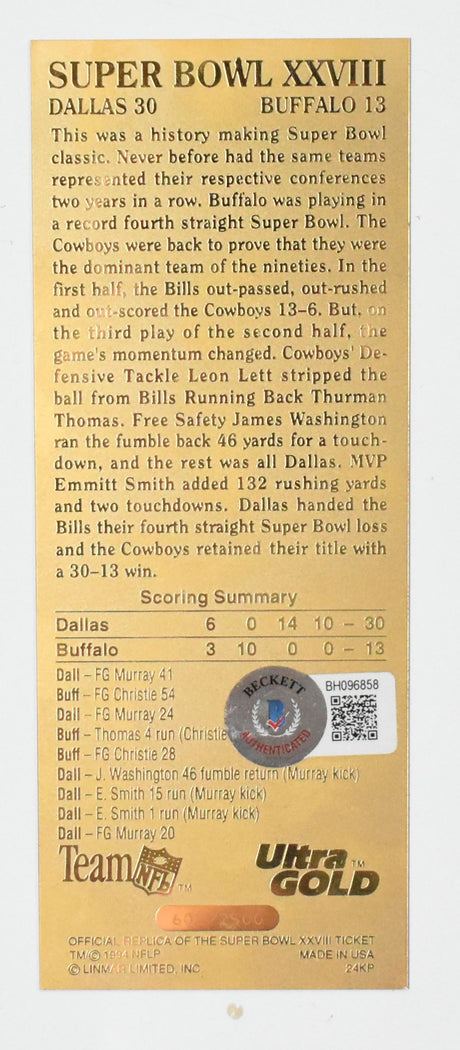 SUPER BOWL XXVIII
DALLAS 30 BUFFALO 13
This was a history making Super Bowl
classic. Never before had the same teams
represented their respective conferences
two years in a row. Buffalo was playing in
a record fourth straight Super Bowl. The
Cowboys were back to prove that they were
the dominant team of the nineties. In the
first half, the Bills out-passed, out-rushed
and out-scored the Cowboys 13–6. But, on
the third play of the second half, the
game's momentum changed. Cowboys' De-
fensive Tackle Leon Lett stripped the
ball from Bills Running Back Thurman
Thomas. Free Safety James Washington
ran the fumble back 46 yards for a touch-
down, and the rest was all Dallas. MVP
Emmitt Smith added 132 rushing yards
and two touchdowns. Dallas handed the
Bills their fourth straight Super Bowl loss
and the Cowboys retained their title with
a 30–13 win.
Scoring Summary
Dallas 6 0 14 10 – 30
Buffalo 3 10 0 0 – 13
Dall – FG Murray 41
Buff – FG Christie 54
Dall – FG Murray 24
Buff – Thomas 4 run (Christie
Buff – FG Christie 28
Dall – J. Washington 46 fumble return (Murray kick)
Dall – E. Smith 15 run (Murray kick)
Dall – E. Smith 1 run (Murray kick)
Dall – FG Murray 20
BECKETT
B
AUTHENTICATED
BH096858
Team NFL TM
Ultra GOLD TM
2500
OFFICIAL REPLICA OF THE SUPER BOWL XXVIII TICKET
TM/© 1994 NFLP MADE IN USA
© LINMAR LIMITED, INC. 24KP